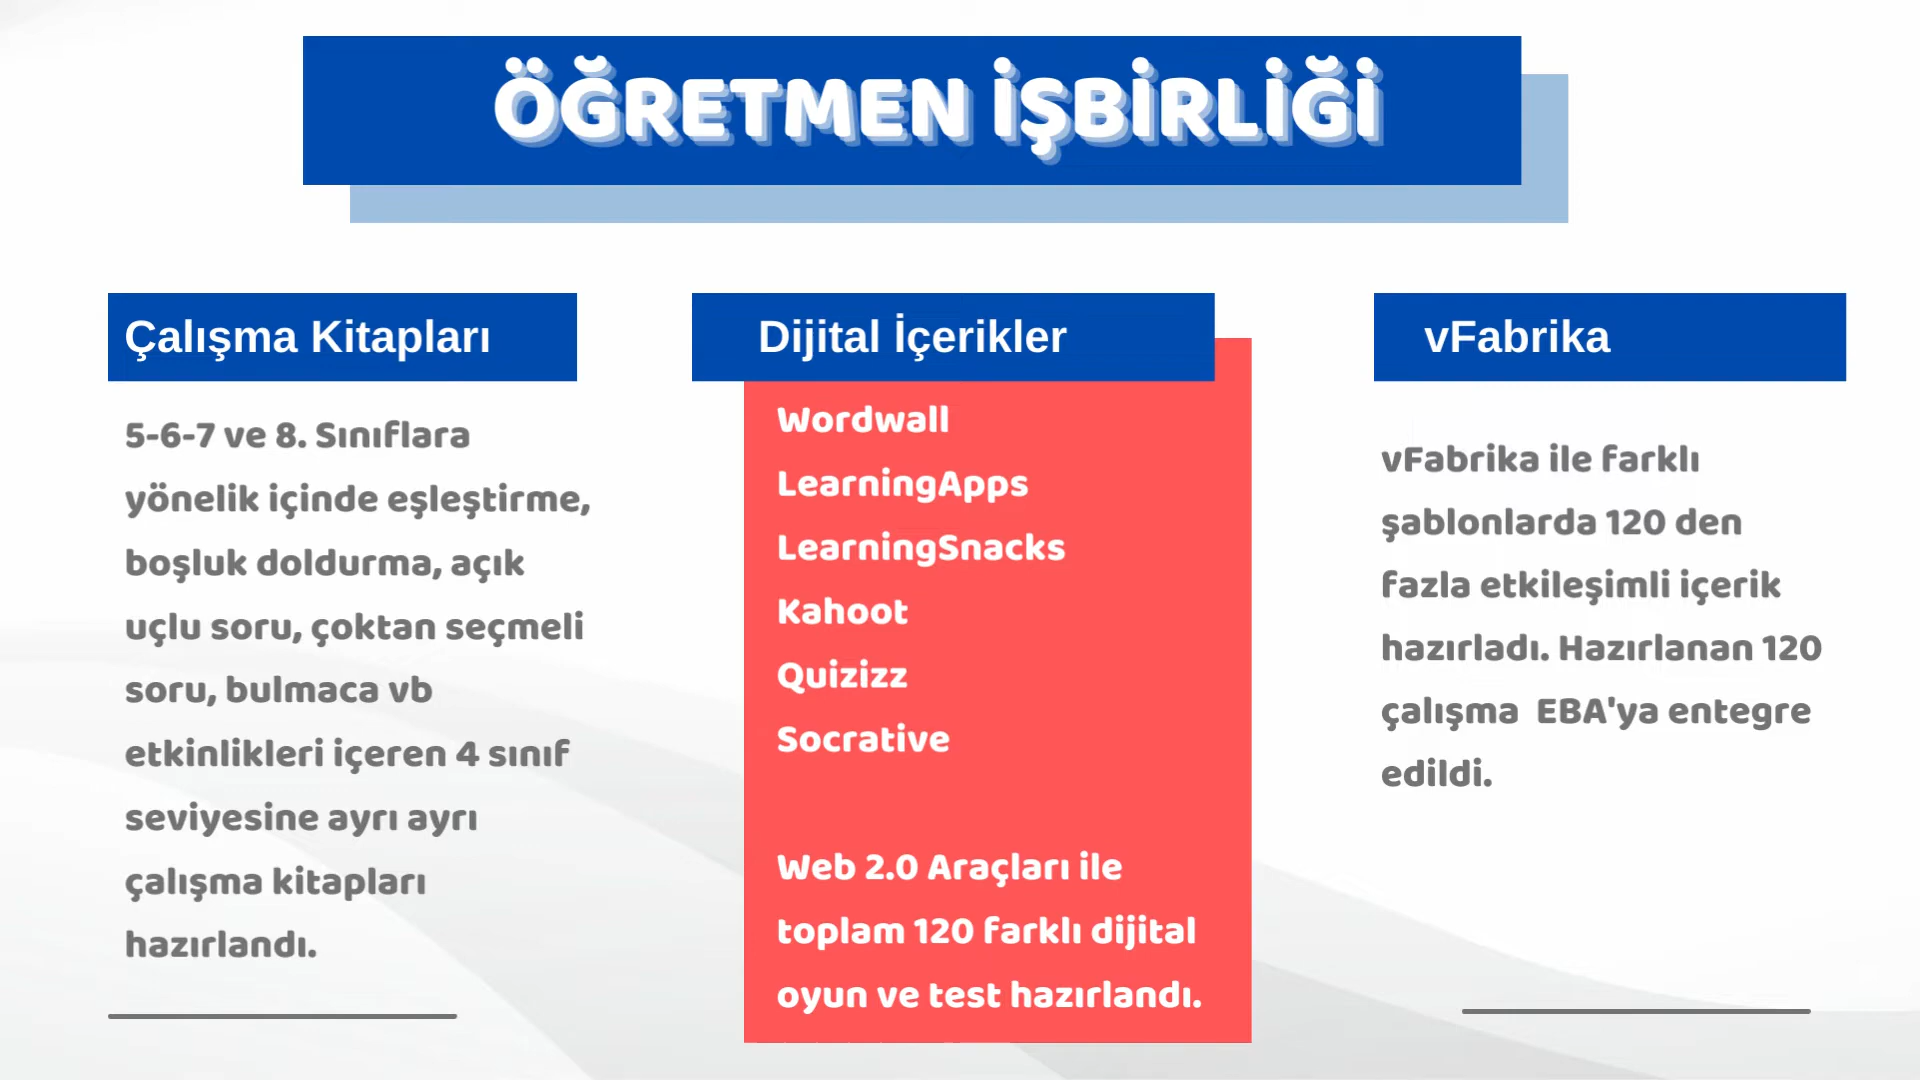 ÖĞRETMEN İŞBİRLİĞİ
Çalışma Kitapları
5-6-7 ve 8. Sınıflara
yönelik içinde eşleştirme,
boşluk doldurma, açık
uçlu soru, çoktan seçmeli
soru, bulmaca vb
etkinlikleri içeren 4 sınıf
seviyesine ayrı ayrı
çalışma kitapları
hazırlandı.
Dijital İçerikler
Wordwall
LearningApps
LearningSnacks
Kahoot
Quizizz
Socrative
Web 2.0 Araçları ile
toplam 120 farklı dijital
oyun ve test hazırlandı.
vFabrika
vFabrika ile farklı
şablonlarda 120 den
fazla etkileşimli içerik
hazırladı. Hazırlanan 120
çalışma  EBA'ya entegre
edildi.